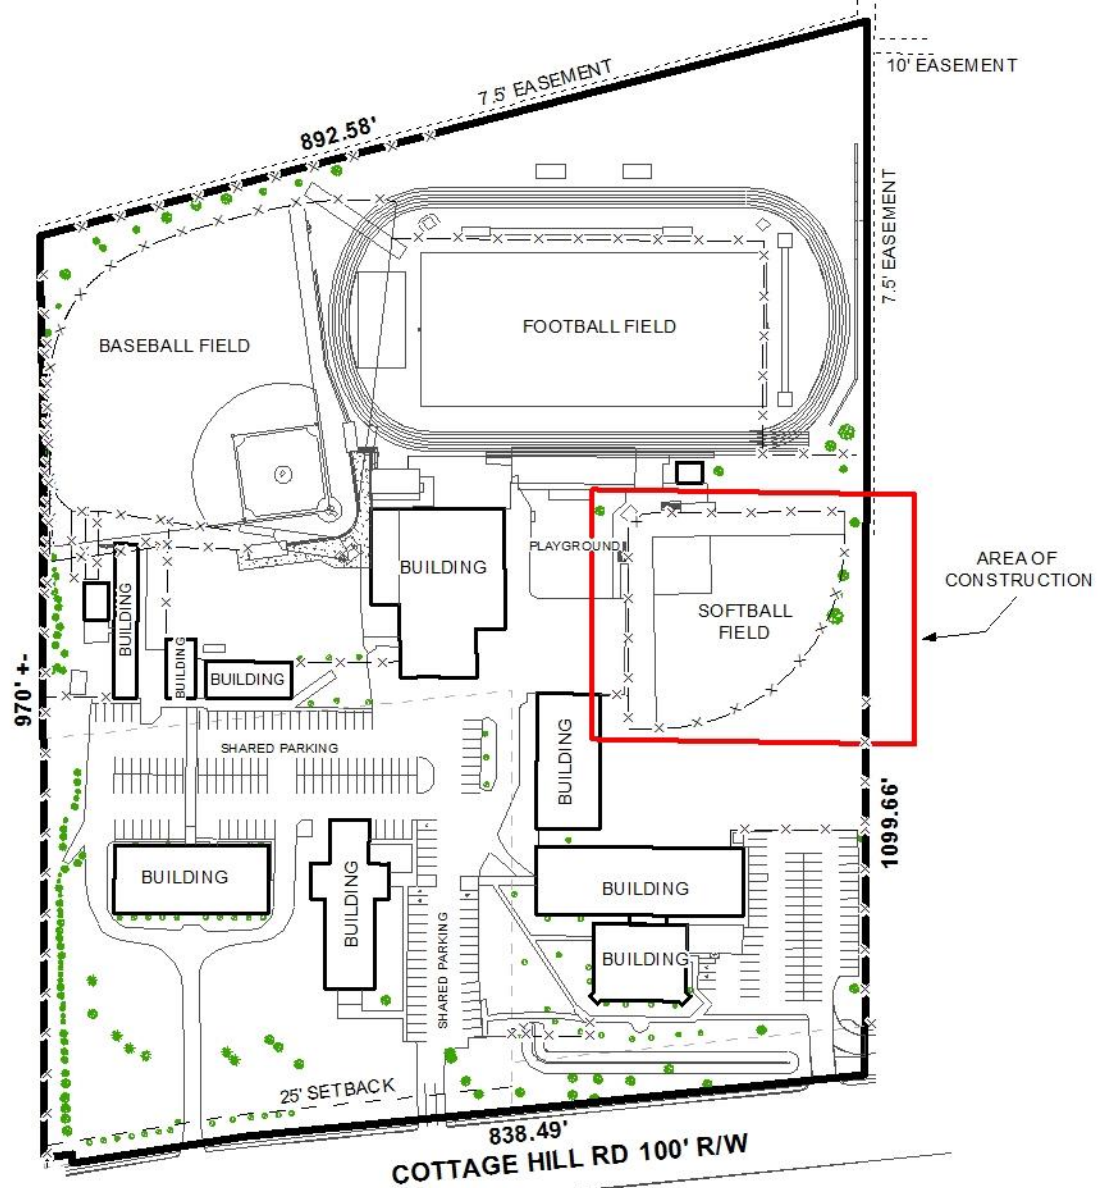 10' EASEMENT
7.5' EASEMENT
892.58'
7.5' EASEMENT
FOOTBALL FIELD
BASEBALL FIELD
PLAYGROUND
BUILDING
AREA OF
CONSTRUCTION
SOFTBALL
FIELD
BUILDING
BUILDING
BUILDING
970' +-
SHARED PARKING
BUILDING
1099.66'
BUILDING
BUILDING
BUILDING
SHARED PARKING
BUILDING
25' SETBACK
838.49'
COTTAGE HILL RD 100' R/W